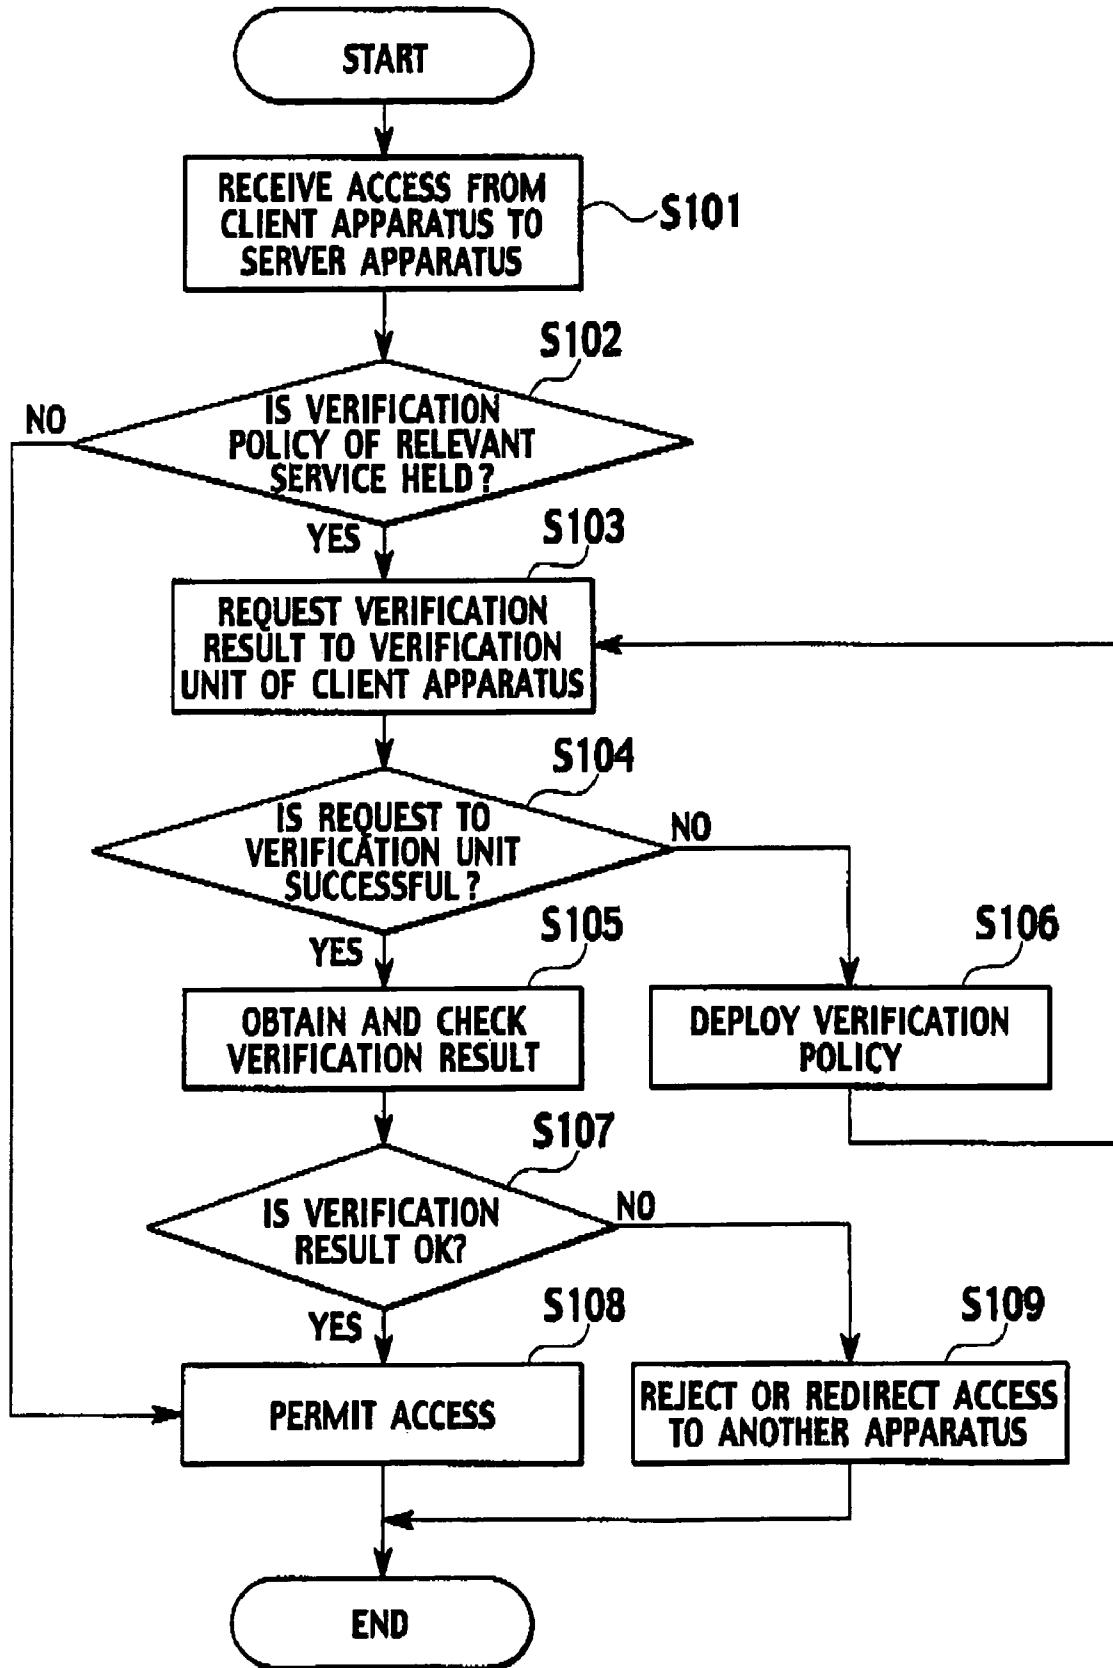 START
RECEIVE ACCESS FROM
CLIENT APPARATUS TO
SERVER APPARATUS
S101
S102
IS VERIFICATION
POLICY OF RELEVANT
SERVICE HELD?
NO
YES
S103
REQUEST VERIFICATION
RESULT TO VERIFICATION
UNIT OF CLIENT APPARATUS
S104
IS REQUEST TO
VERIFICATION UNIT
SUCCESSFUL?
NO
YES
S105
OBTAIN AND CHECK
VERIFICATION RESULT
S106
DEPLOY VERIFICATION
POLICY
S107
IS VERIFICATION
RESULT OK?
NO
YES
S108
PERMIT ACCESS
S109
REJECT OR REDIRECT ACCESS
TO ANOTHER APPARATUS
END